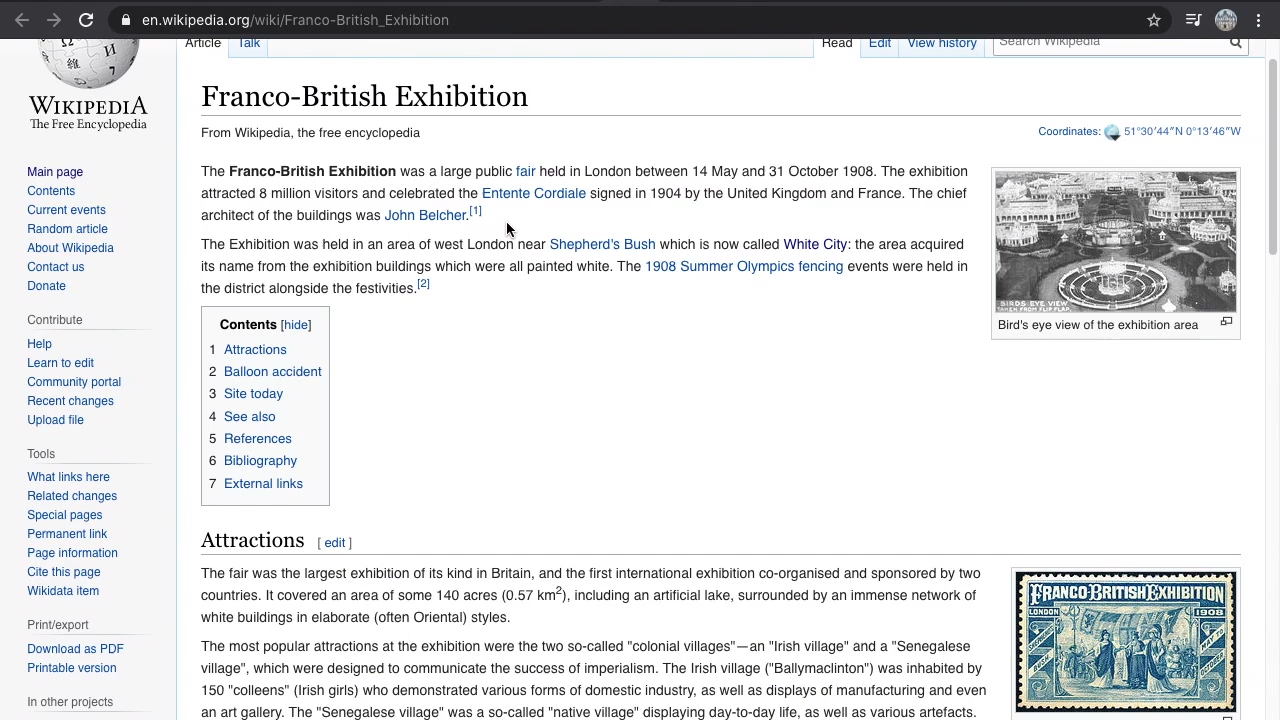 en.wikipedia.org/wiki/Franco-British_Exhibition
Article Talk Read Edit View history Search Wikipedia
WIKIPEDIA
The Free Encyclopedia
Main page
Contents
Current events
Random article
About Wikipedia
Contact us
Donate
Contribute
Help
Learn to edit
Community portal
Recent changes
Upload file
Tools
What links here
Related changes
Special pages
Permanent link
Page information
Cite this page
Wikidata item
Print/export
Download as PDF
Printable version
In other projects
Franco-British Exhibition
From Wikipedia, the free encyclopedia
Coordinates: 51°30′44″N 0°13′46″W
The Franco-British Exhibition was a large public fair held in London between 14 May and 31 October 1908. The exhibition
attracted 8 million visitors and celebrated the Entente Cordiale signed in 1904 by the United Kingdom and France. The chief
architect of the buildings was John Belcher.[1]
The Exhibition was held in an area of west London near Shepherd's Bush which is now called White City: the area acquired
its name from the exhibition buildings which were all painted white. The 1908 Summer Olympics fencing events were held in
the district alongside the festivities.[2]
BIRDS EYE VIEW
TAKEN FROM FLIP FLAP.
Bird's eye view of the exhibition area
Contents [hide]
1 Attractions
2 Balloon accident
3 Site today
4 See also
5 References
6 Bibliography
7 External links
Attractions [ edit ]
The fair was the largest exhibition of its kind in Britain, and the first international exhibition co-organised and sponsored by two
countries. It covered an area of some 140 acres (0.57 km2), including an artificial lake, surrounded by an immense network of
white buildings in elaborate (often Oriental) styles.
The most popular attractions at the exhibition were the two so-called "colonial villages"—an "Irish village" and a "Senegalese
village", which were designed to communicate the success of imperialism. The Irish village ("Ballymaclinton") was inhabited by
150 "colleens" (Irish girls) who demonstrated various forms of domestic industry, as well as displays of manufacturing and even
an art gallery. The "Senegalese village" was a so-called "native village" displaying day-to-day life, as well as various artefacts.
FRANCO-BRITISH EXHIBITION
LONDON 1908